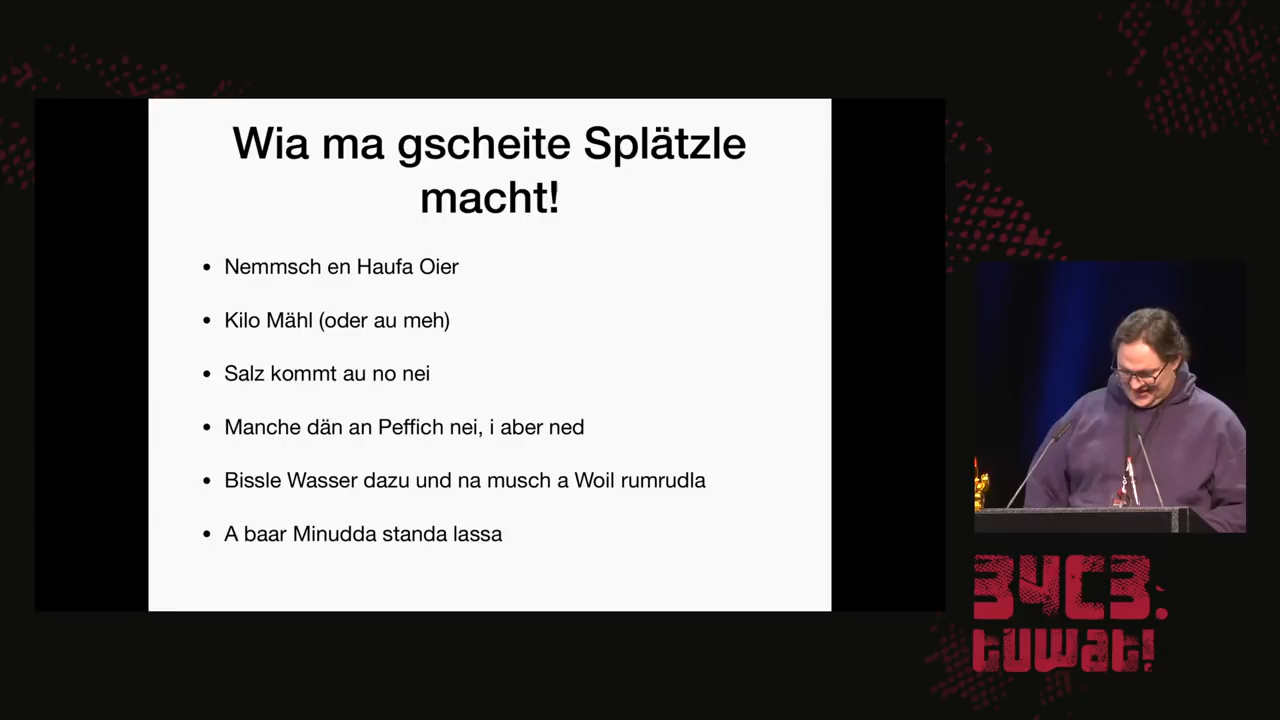 Wia ma gscheite Splätzle
macht!
• Nemmsch en Haufa Oier
• Kilo Mähl (oder au meh)
• Salz kommt au no nei
• Manche dän an Peffich nei, i aber ned
• Bissle Wasser dazu und na musch a Woil rumrudla
• A baar Minudda standa lassa
34C3.
tuwat!